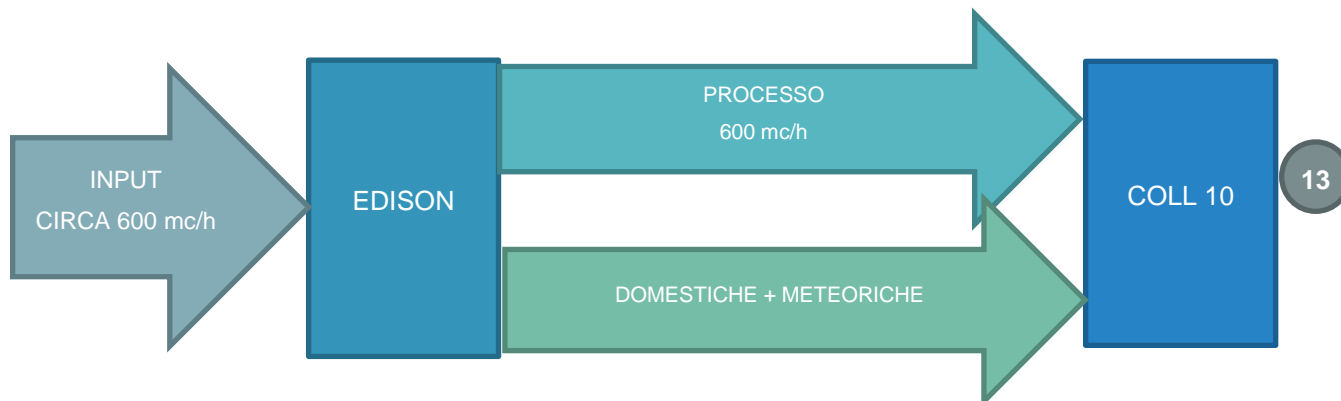 INPUT
CIRCA 600 mc/h
EDISON
PROCESSO
600 mc/h
DOMESTICHE + METEORICHE
COLL 10
13